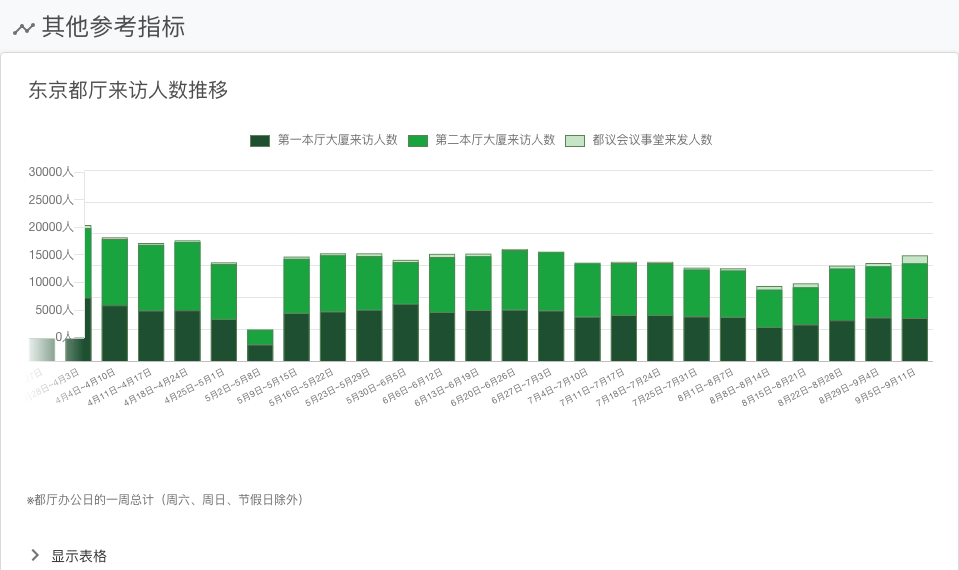 其他参考指标
东京都厅来访人数推移
第一本厅大厦来访人数
第二本厅大厦来访人数
都议会议事堂来发人数
30000人
25000人
20000人
15000人
10000人
5000人
0人
28日~4月3日
4月4日~4月10日
4月11日~4月17日
4月18日~4月24日
4月25日~5月1日
5月2日~5月8日
5月9日~5月15日
5月16日~5月22日
5月23日~5月29日
5月30日~6月5日
6月6日~6月12日
6月13日~6月19日
6月20日~6月26日
6月27日~7月3日
7月4日~7月10日
7月11日~7月17日
7月18日~7月24日
7月25日~7月31日
8月1日~8月7日
8月8日~8月14日
8月15日~8月21日
8月22日~8月28日
8月29日~9月4日
9月5日~9月11日
※都厅办公日的一周总计（周六、周日、节假日除外）
显示表格